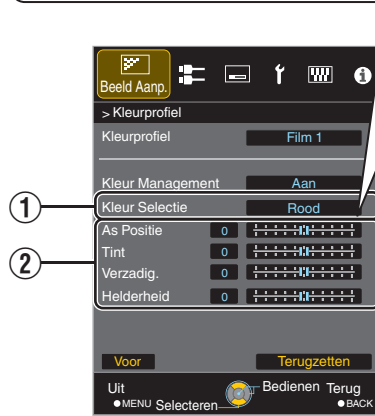 Beeld Aanp.
> Kleurprofiel
Kleurprofiel Film 1
Kleur Management Aan
① Kleur Selectie Rood
② As Positie 0
Tint 0
Verzadig. 0
Helderheid 0
Voor Terugzetten
Uit Bedienen Terug
●MENU Selecteren ●BACK